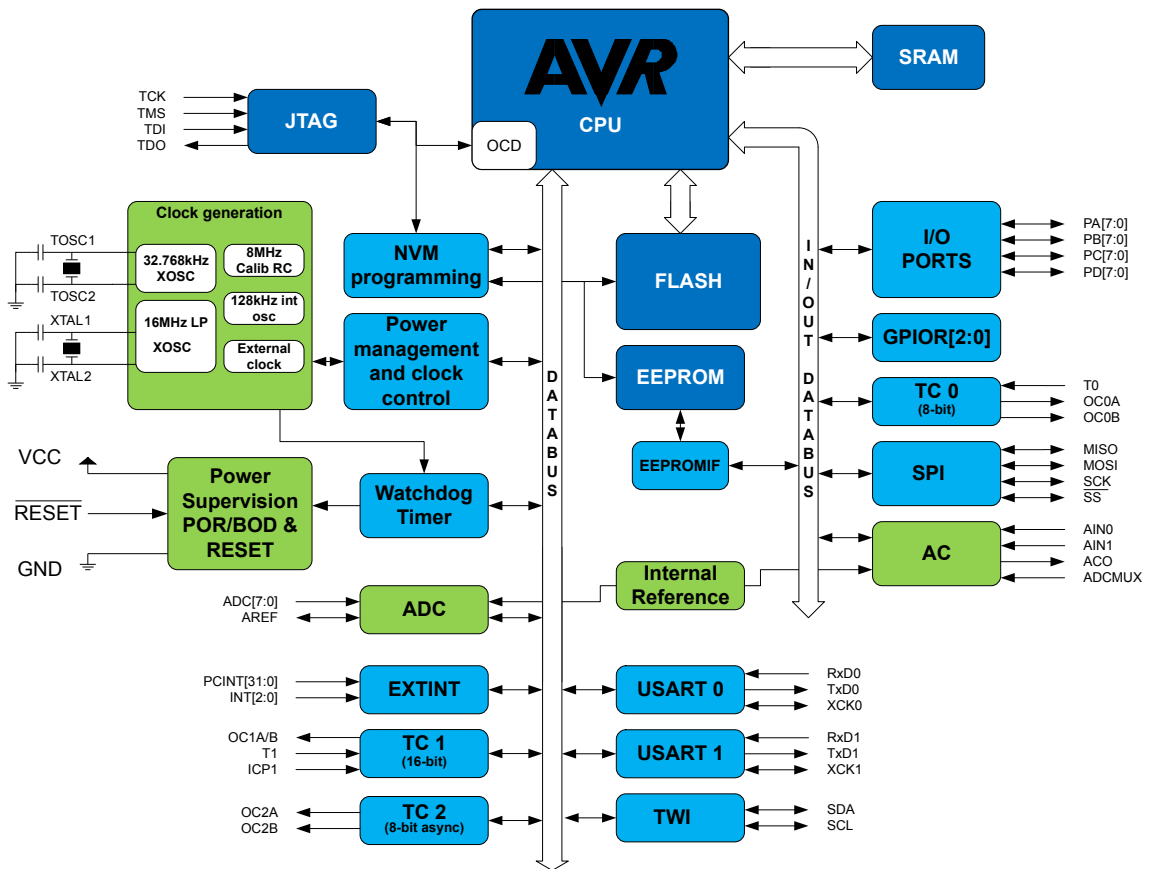 AVR
CPU
OCD
SRAM
TCK
TMS
TDI
TDO
JTAG
Clock generation
TOSC1
TOSC2
32.768kHz
XOSC
8MHz
Calib RC
XTAL1
XTAL2
16MHz LP
XOSC
128kHz int
osc
External
clock
NVM
programming
Power
management
and clock
control
FLASH
EEPROM
EEPROMIF
I/O
PORTS
PA[7:0]
PB[7:0]
PC[7:0]
PD[7:0]
GPIOR[2:0]
TC 0
(8-bit)
T0
OC0A
OC0B
SPI
MISO
MOSI
SCK
SS
AC
AIN0
AIN1
ACO
ADCMUX
IN/OUT DATABUS
DATABUS
VCC
RESET
GND
Power
Supervision
POR/BOD &
RESET
Watchdog
Timer
Internal
Reference
ADC[7:0]
AREF
ADC
PCINT[31:0]
INT[2:0]
EXTINT
OC1A/B
T1
ICP1
TC 1
(16-bit)
OC2A
OC2B
TC 2
(8-bit async)
USART 0
RxD0
TxD0
XCK0
USART 1
RxD1
TxD1
XCK1
TWI
SDA
SCL